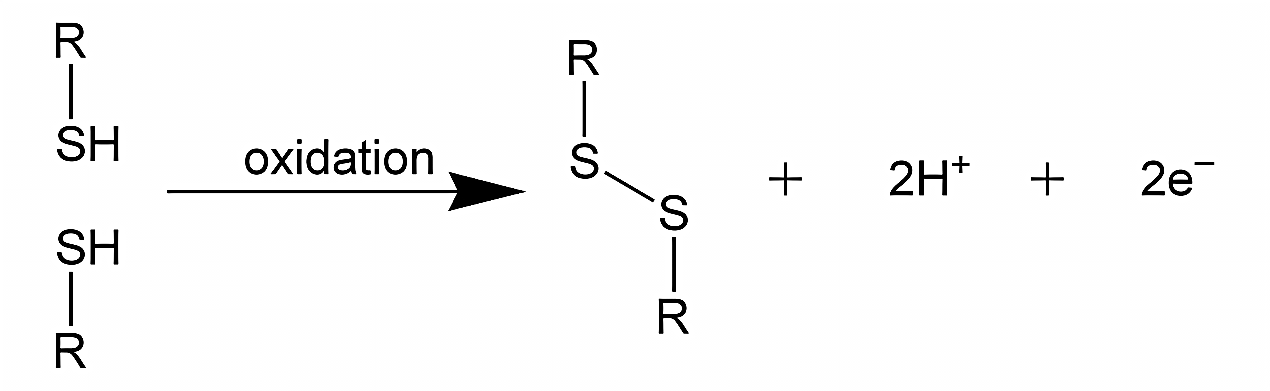 R
SH
SH
R
oxidation
R
S
S
R
+ 2H⁺ + 2e⁻